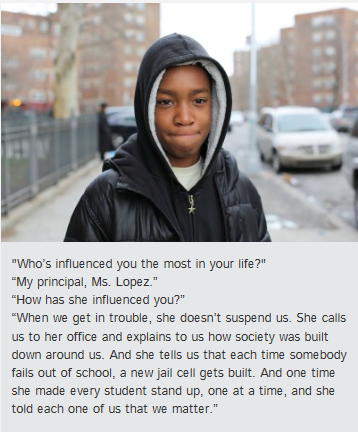 "Who's influenced you the most in your life?"
“My principal, Ms. Lopez.”
“How has she influenced you?”
“When we get in trouble, she doesn’t suspend us. She calls
us to her office and explains to us how society was built
down around us. And she tells us that each time somebody
fails out of school, a new jail cell gets built. And one time
she made every student stand up, one at a time, and she
told each one of us that we matter.”